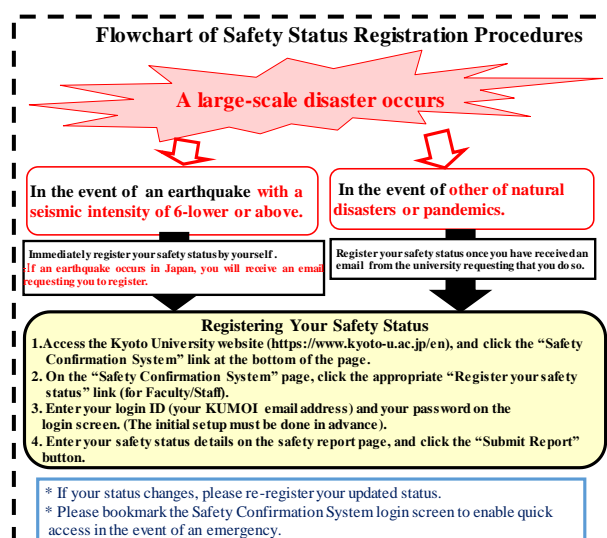 Flowchart of Safety Status Registration Procedures
A large-scale disaster occurs
In the event of an earthquake with a
seismic intensity of 6-lower or above.
In the event of other of natural
disasters or pandemics.
Immediately register your safety status by yourself .
If an earthquake occurs in Japan, you will receive an email
requesting you to register.
Register your safety status once you have received an
email from the university requesting that you do so.
Registering Your Safety Status
1.Access the Kyoto University website (https://www.kyoto-u.ac.jp/en), and click the “Safety
Confirmation System” link at the bottom of the page.
2. On the “Safety Confirmation System” page, click the appropriate “Register your safety
status” link (for Faculty/Staff).
3. Enter your login ID (your KUMOI email address) and your password on the
login screen. (The initial setup must be done in advance).
4. Enter your safety status details on the safety report page, and click the “Submit Report”
button.
* If your status changes, please re-register your updated status.
* Please bookmark the Safety Confirmation System login screen to enable quick
access in the event of an emergency.